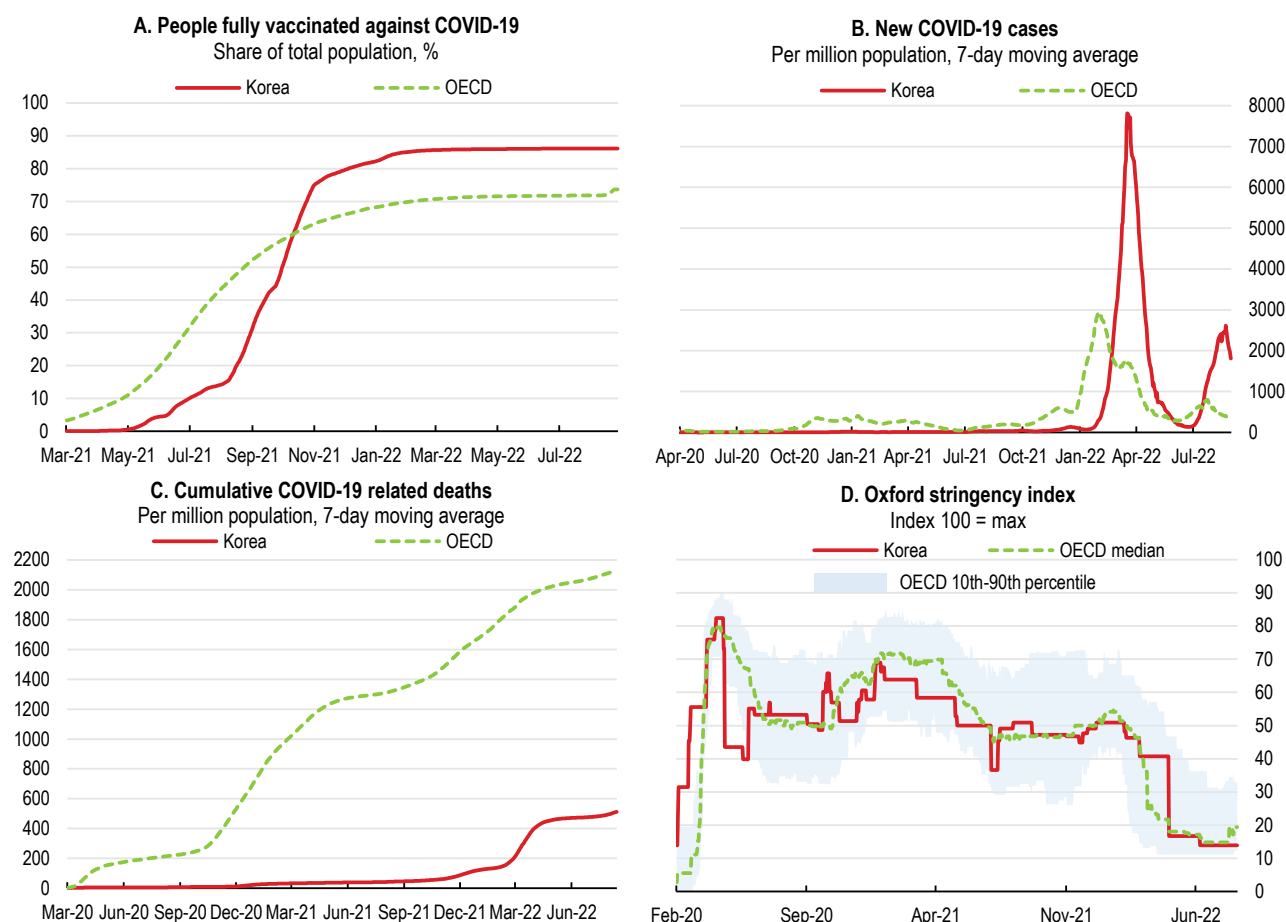 A. People fully vaccinated against COVID-19
Share of total population, %
Korea OECD
100
90
80
70
60
50
40
30
20
10
0
Mar-21 May-21 Jul-21 Sep-21 Nov-21 Jan-22 Mar-22 May-22 Jul-22
B. New COVID-19 cases
Per million population, 7-day moving average
Korea OECD
8000
7000
6000
5000
4000
3000
2000
1000
0
Apr-20 Jul-20 Oct-20 Jan-21 Apr-21 Jul-21 Oct-21 Jan-22 Apr-22 Jul-22
C. Cumulative COVID-19 related deaths
Per million population, 7-day moving average
Korea OECD
2200
2000
1800
1600
1400
1200
1000
800
600
400
200
0
Mar-20 Jun-20 Sep-20 Dec-20 Mar-21 Jun-21 Sep-21 Dec-21 Mar-22 Jun-22
D. Oxford stringency index
Index 100 = max
Korea OECD median
OECD 10th-90th percentile
100
90
80
70
60
50
40
30
20
10
0
Feb-20 Sep-20 Apr-21 Nov-21 Jun-22